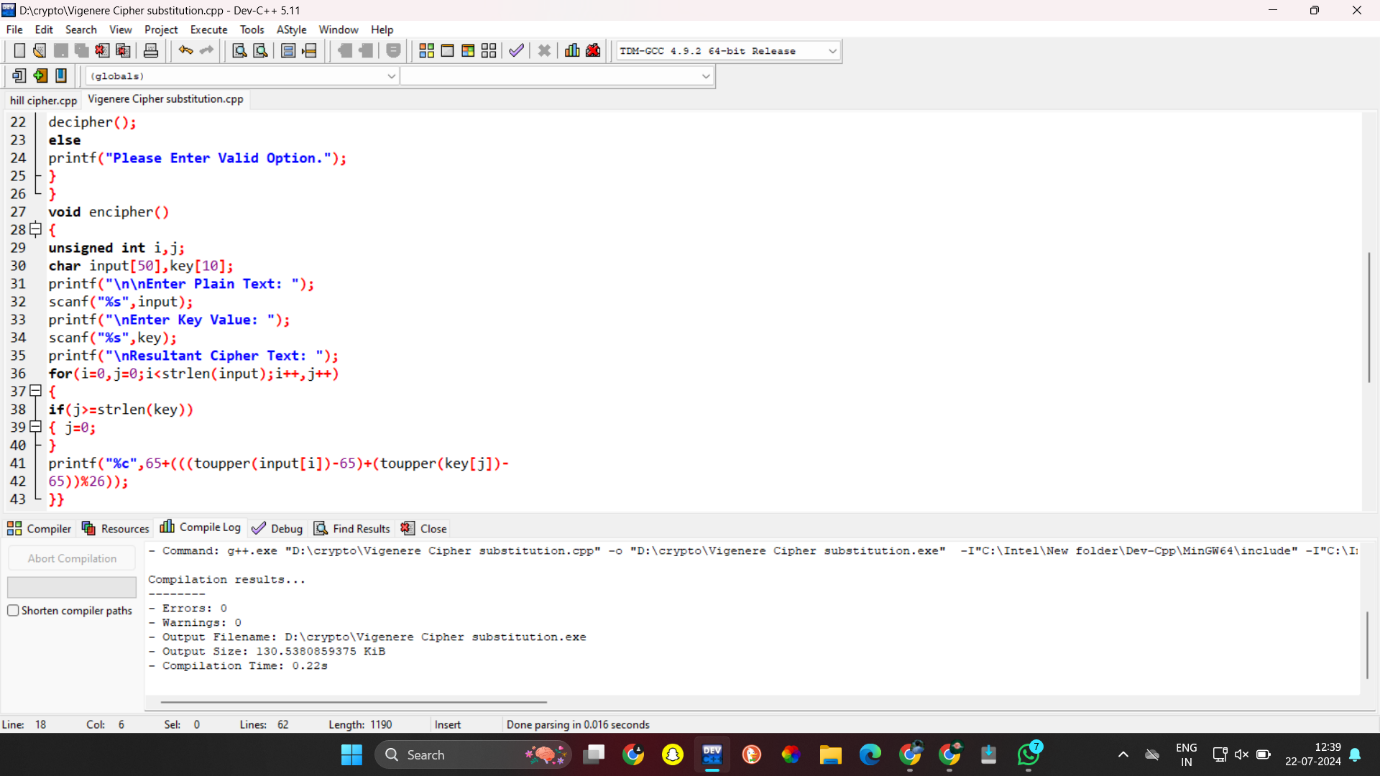 D:\crypto\Vigenere Cipher substitution.cpp - Dev-C++ 5.11
File Edit Search View Project Execute Tools AStyle Window Help
TDM-GCC 4.9.2 64-bit Release
(globals)
hill cipher.cpp Vigenere Cipher substitution.cpp
22 decipher();
23 else
24 printf("Please Enter Valid Option.");
25 }
26 }
27 void encipher()
28 {
29 unsigned int i,j;
30 char input[50],key[10];
31 printf("\n\nEnter Plain Text: ");
32 scanf("%s",input);
33 printf("\nEnter Key Value: ");
34 scanf("%s",key);
35 printf("\nResultant Cipher Text: ");
36 for(i=0,j=0;i<strlen(input);i++,j++)
37 {
38 if(j>=strlen(key))
39 { j=0;
40 }
41 printf("%c",65+(((toupper(input[i])-65)+(toupper(key[j])-
42 65))%26));
43 }}
Compiler Resources Compile Log Debug Find Results Close
Abort Compilation
Shorten compiler paths
- Command: g++.exe "D:\crypto\Vigenere Cipher substitution.cpp" -o "D:\crypto\Vigenere Cipher substitution.exe" -I"C:\Intel\New folder\Dev-Cpp\MinGW64\include" -I"C:\I
Compilation results...
--------
- Errors: 0
- Warnings: 0
- Output Filename: D:\crypto\Vigenere Cipher substitution.exe
- Output Size: 130.5380859375 KiB
- Compilation Time: 0.22s
Line: 18 Col: 6 Sel: 0 Lines: 62 Length: 1190 Insert Done parsing in 0.016 seconds
Search
DEV
7
ENG
IN
12:39
22-07-2024